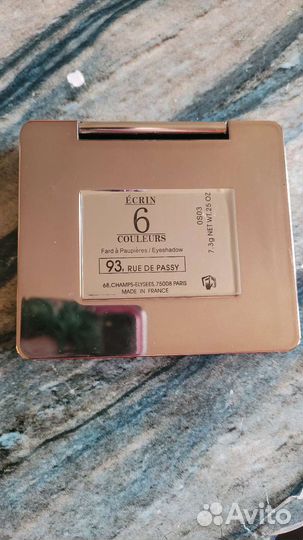 ÉCRIN
6
COULEURS
Fard à Paupières / Eyeshadow
93, RUE DE PASSY
68, CHAMPS-ELYSEES, 75008 PARIS
MADE IN FRANCE
0S03
7.3g NET WT. 25 OZ
Avito